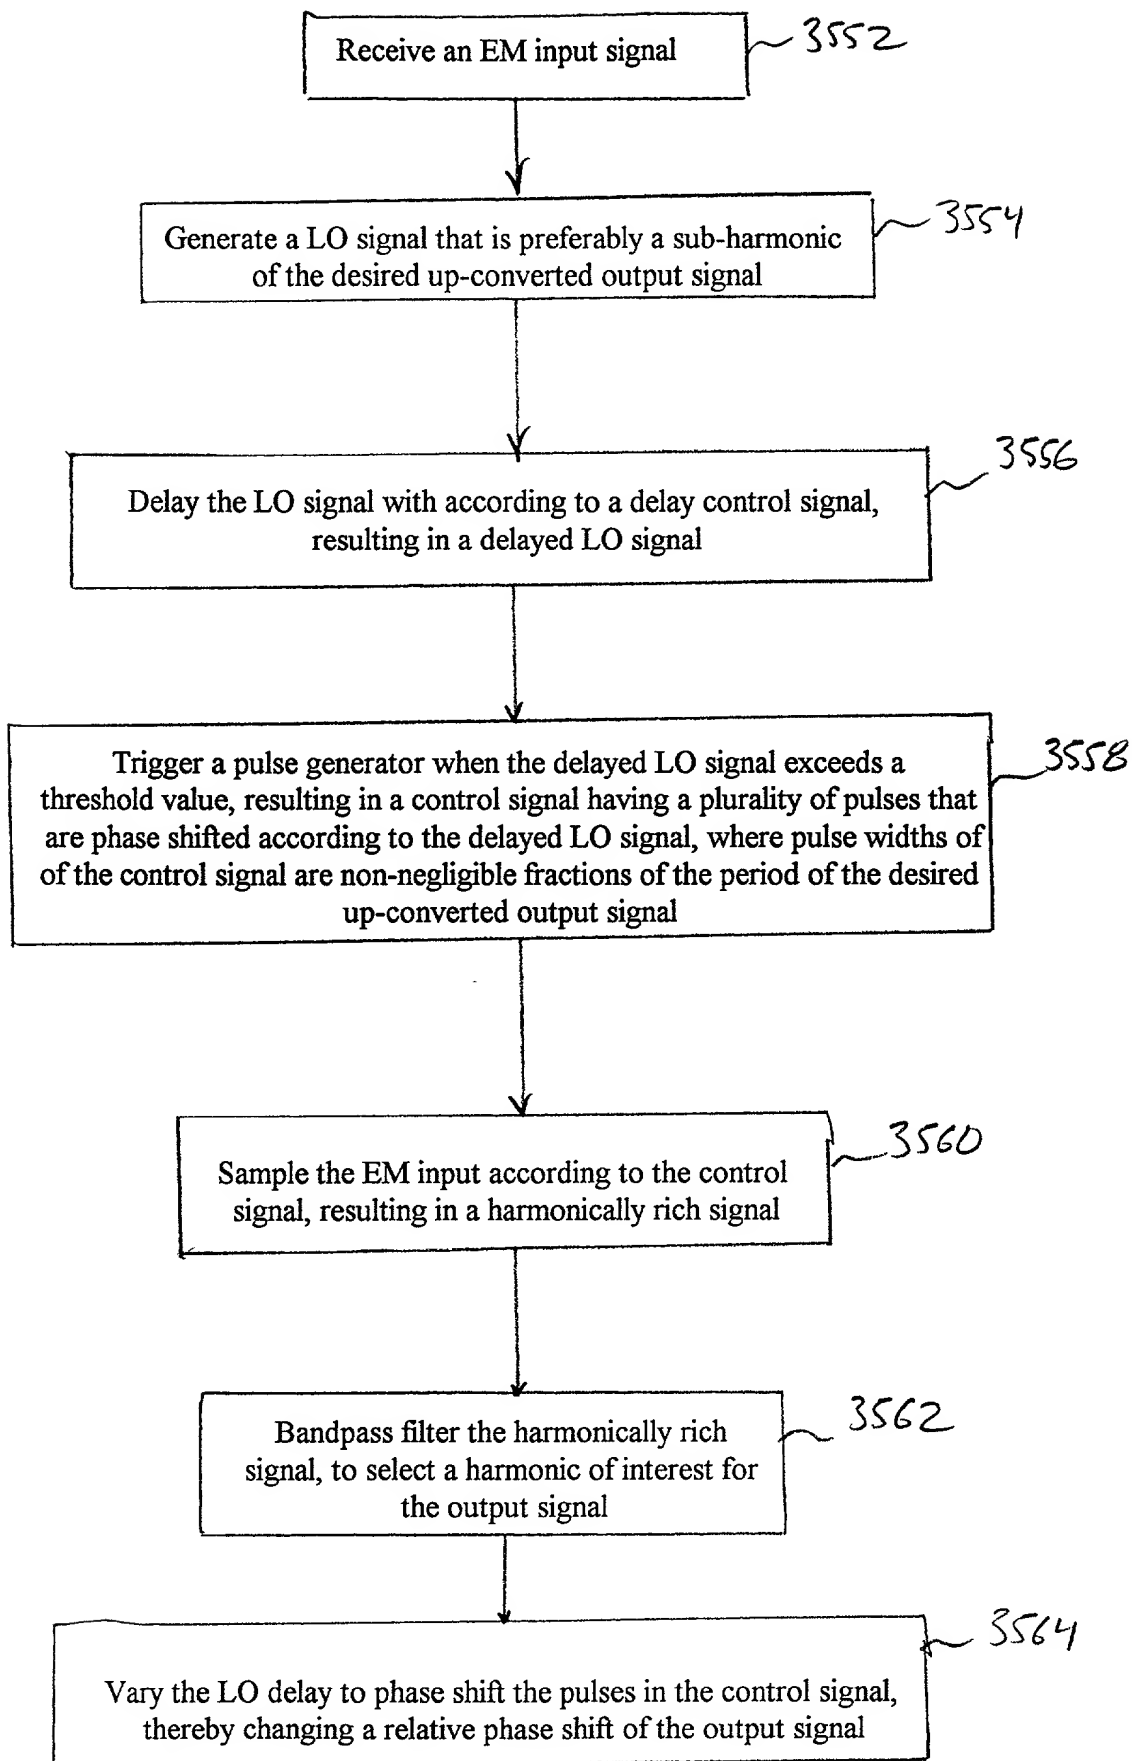 Receive an EM input signal
3552
Generate a LO signal that is preferably a sub-harmonic
of the desired up-converted output signal
3554
Delay the LO signal with according to a delay control signal,
resulting in a delayed LO signal
3556
Trigger a pulse generator when the delayed LO signal exceeds a
threshold value, resulting in a control signal having a plurality of pulses that
are phase shifted according to the delayed LO signal, where pulse widths of
of the control signal are non-negligible fractions of the period of the desired
up-converted output signal
3558
Sample the EM input according to the control
signal, resulting in a harmonically rich signal
3560
Bandpass filter the harmonically rich
signal, to select a harmonic of interest for
the output signal
3562
Vary the LO delay to phase shift the pulses in the control signal,
thereby changing a relative phase shift of the output signal
3564